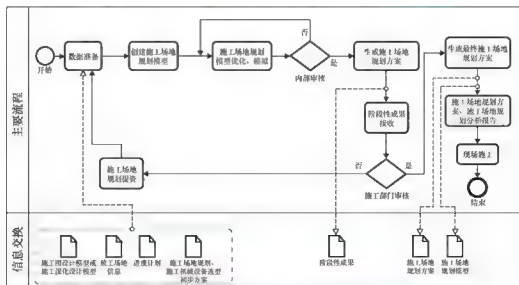 主要流程
开始
数据准备
创建施工场地
规划模型
施工场地规划
模型优化、模拟
否
内部审核
是
生成施工场地
规划方案
生成最终施工场地
规划方案
阶段性成果
接收
施工场地规划方
案、施工场地规
划分析报告
现场施工
结束
施工场地
规划提资
否
是
施工部门审核
信息交换
施工图设计模型或
施工深化设计模型
施工场地
信息
进度计划
施工场地规划、
施工机械设备选型
初步方案
阶段性成果
施工场地
规划方案
施工场地
规划模型